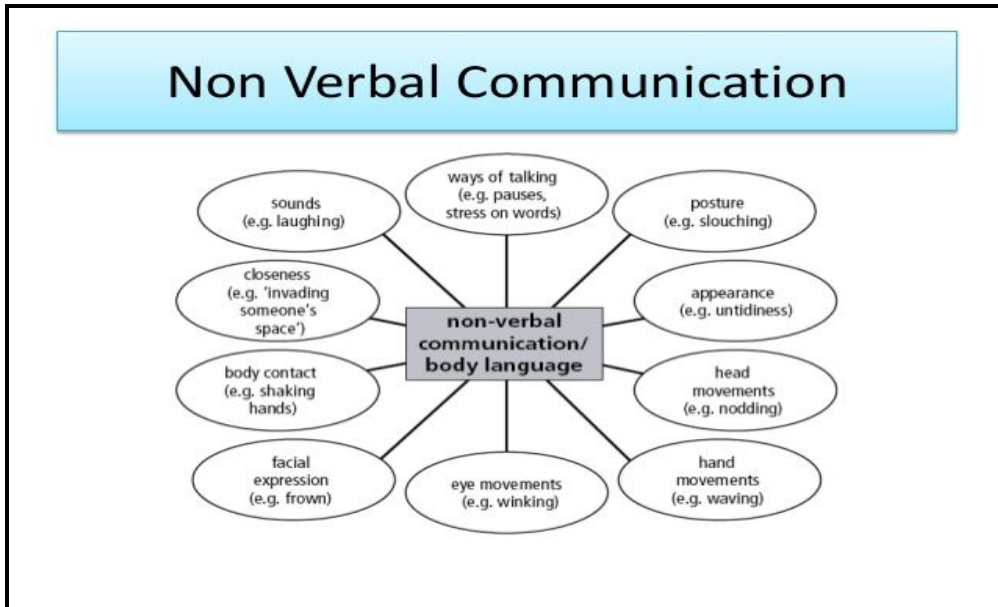 Non Verbal Communication
ways of talking
(e.g. pauses,
stress on words)
sounds
(e.g. laughing)
posture
(e.g. slouching)
closeness
(e.g. ‘invading
someone’s
space’)
appearance
(e.g. untidiness)
non-verbal
communication/
body language
body contact
(e.g. shaking
hands)
head
movements
(e.g. nodding)
facial
expression
(e.g. frown)
eye movements
(e.g. winking)
hand
movements
(e.g. waving)